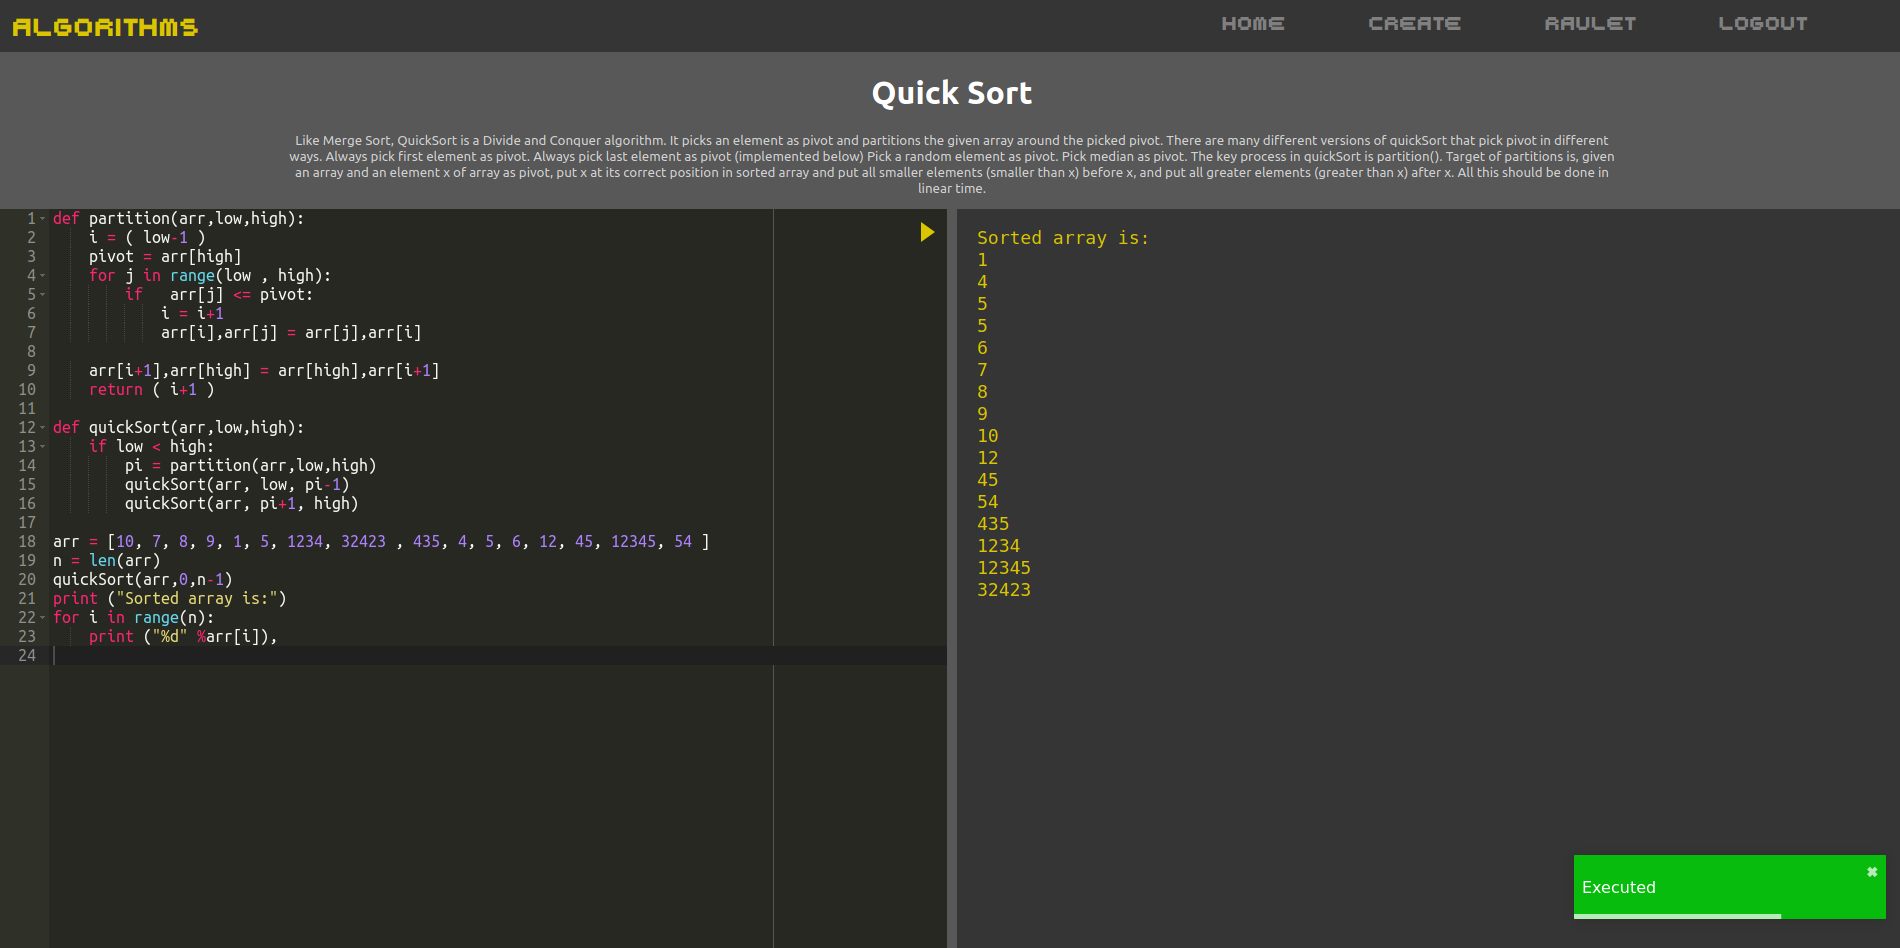 ALGORITHMS
HOME CREATE RAULET LOGOUT
Quick Sort
Like Merge Sort, QuickSort is a Divide and Conquer algorithm. It picks an element as pivot and partitions the given array around the picked pivot. There are many different versions of quickSort that pick pivot in different
ways. Always pick first element as pivot. Always pick last element as pivot (implemented below) Pick a random element as pivot. Pick median as pivot. The key process in quickSort is partition(). Target of partitions is, given
an array and an element x of array as pivot, put x at its correct position in sorted array and put all smaller elements (smaller than x) before x, and put all greater elements (greater than x) after x. All this should be done in
linear time.
1 def partition(arr,low,high):
2     i = ( low-1 )
3     pivot = arr[high]
4     for j in range(low , high):
5         if   arr[j] <= pivot:
6             i = i+1
7             arr[i],arr[j] = arr[j],arr[i]
8
9     arr[i+1],arr[high] = arr[high],arr[i+1]
10     return ( i+1 )
11
12 def quickSort(arr,low,high):
13     if low < high:
14         pi = partition(arr,low,high)
15         quickSort(arr, low, pi-1)
16         quickSort(arr, pi+1, high)
17
18 arr = [10, 7, 8, 9, 1, 5, 1234, 32423 , 435, 4, 5, 6, 12, 45, 12345, 54 ]
19 n = len(arr)
20 quickSort(arr,0,n-1)
21 print ("Sorted array is:")
22 for i in range(n):
23     print ("%d" %arr[i]),
24
Sorted array is:
1
4
5
5
6
7
8
9
10
12
45
54
435
1234
12345
32423
Executed